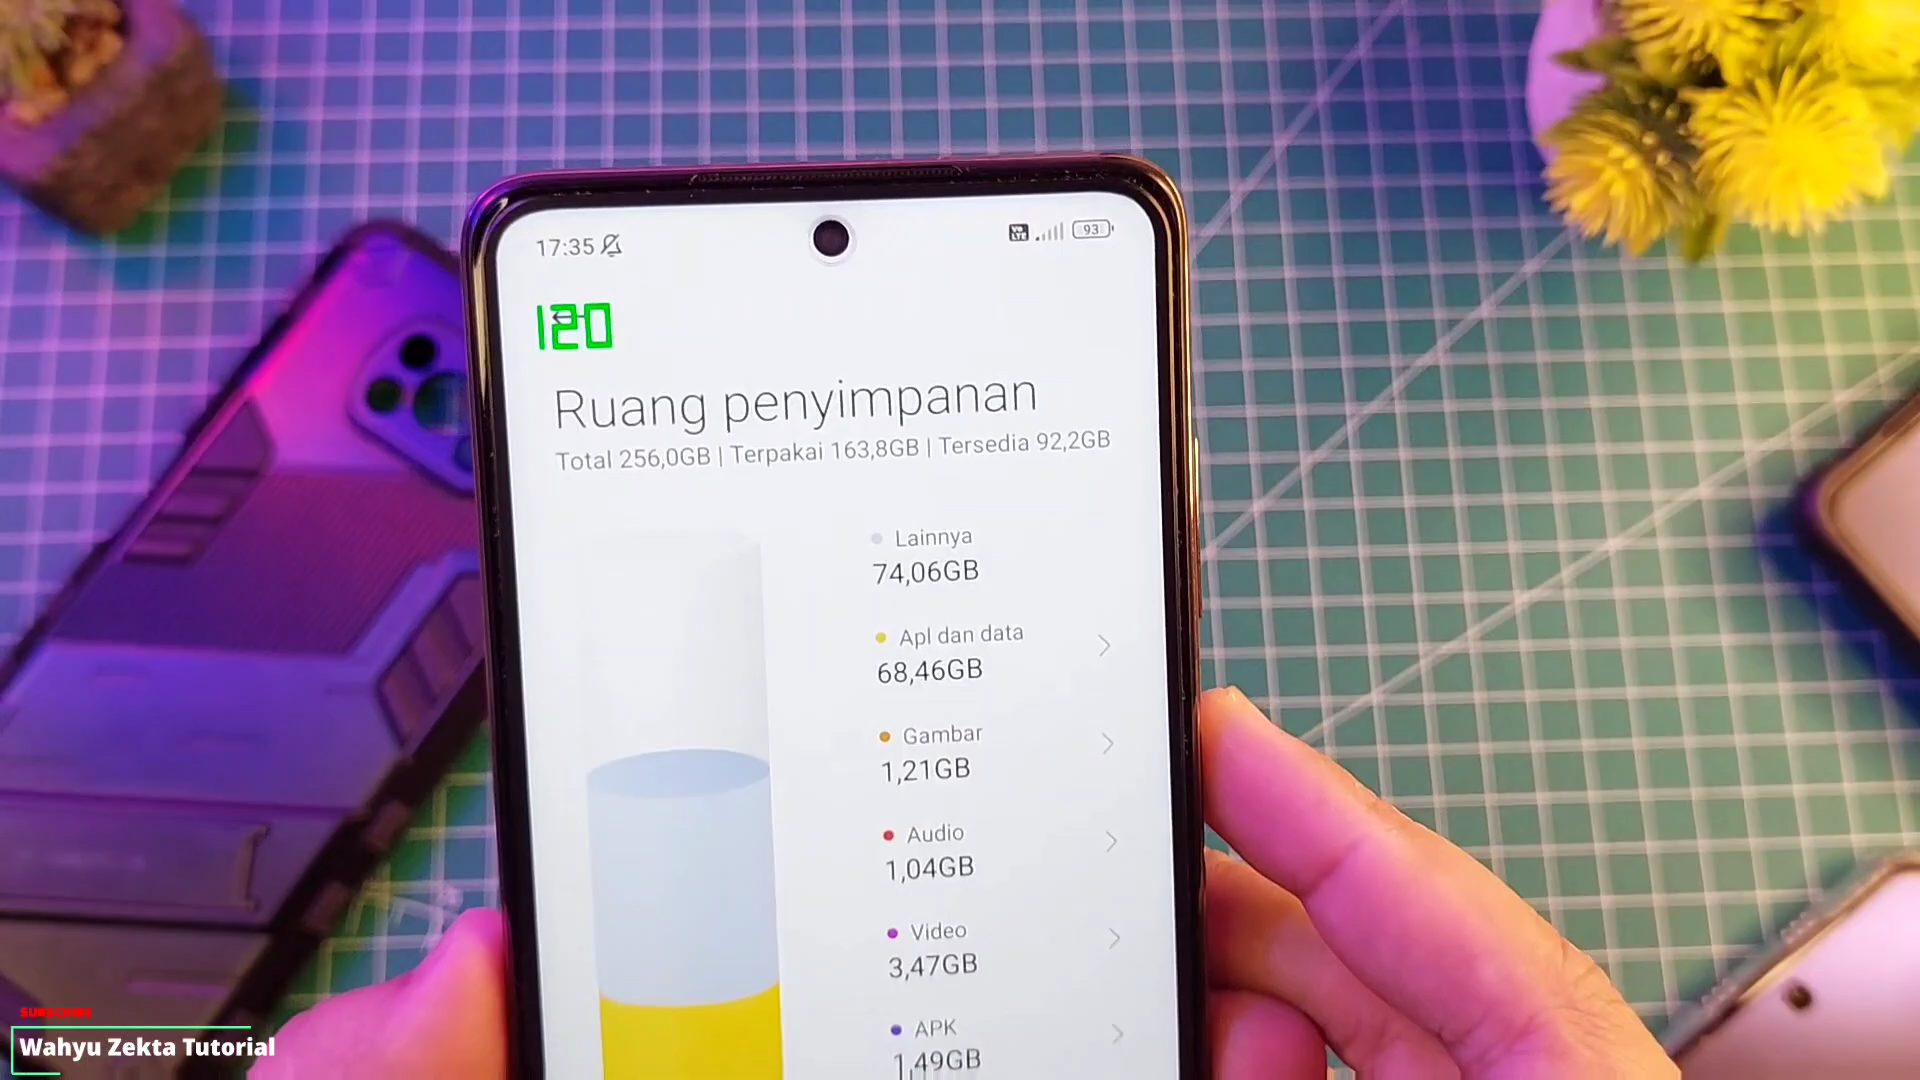 17:35
Vo LTE
93
120
Ruang penyimpanan
Total 256,0GB | Terpakai 163,8GB | Tersedia 92,2GB
Lainnya
74,06GB
Apl dan data
68,46GB
Gambar
1,21GB
Audio
1,04GB
Video
3,47GB
APK
1,49GB
SUBSCRIBE
Wahyu Zekta Tutorial